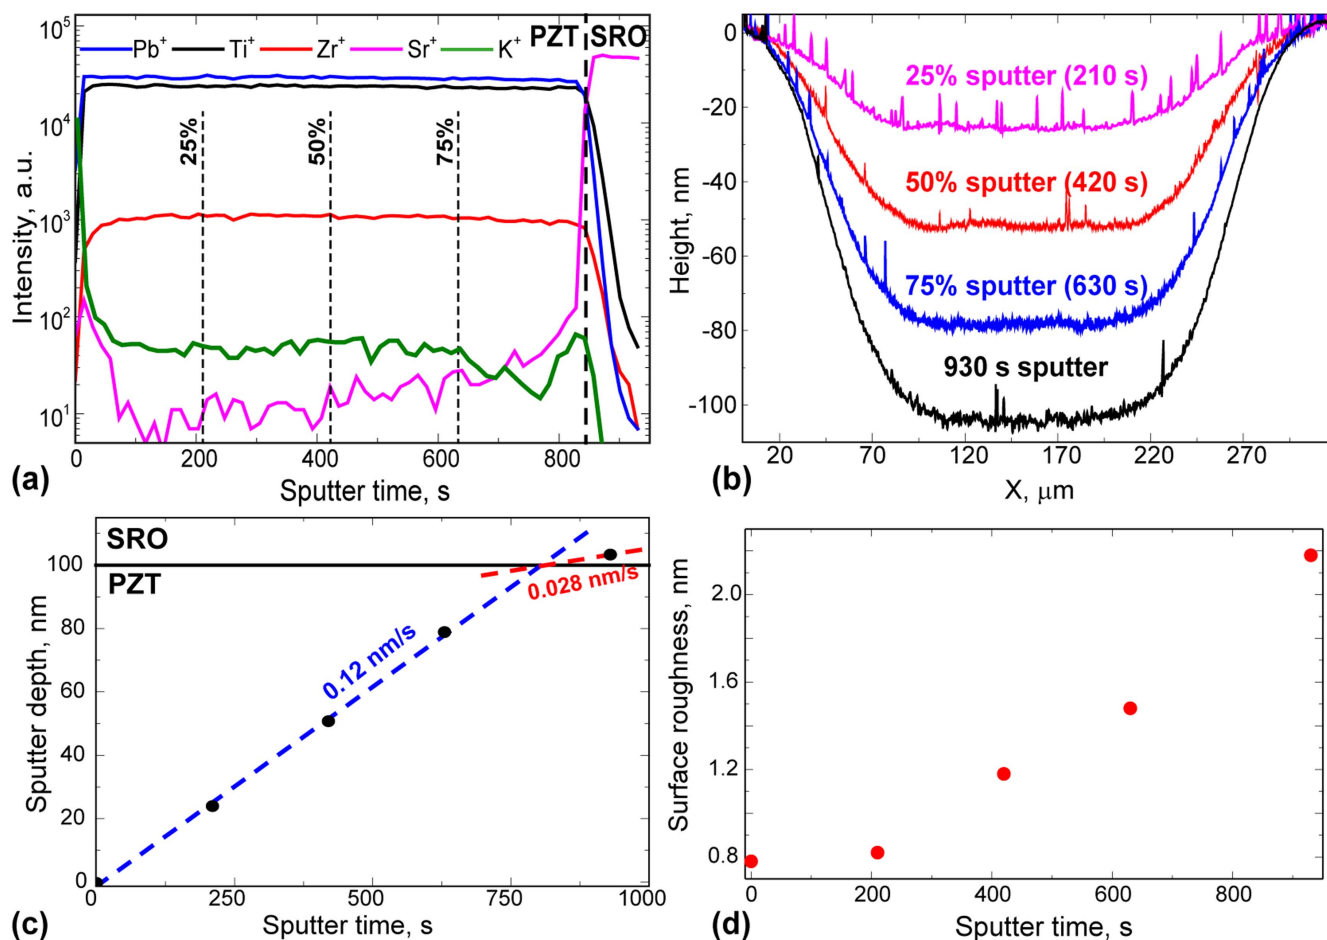 10⁵
10⁴
10³
10²
10¹
Intensity, a.u.
Pb⁺ Ti⁺ Zr⁺ Sr⁺ K⁺
PZT SRO
25%
50%
75%
0 200 400 600 800
Sputter time, s
(a)
0
-20
-40
-60
-80
-100
Height, nm
25% sputter (210 s)
50% sputter (420 s)
75% sputter (630 s)
930 s sputter
20 70 120 170 220 270
X, μm
(b)
SRO
PZT
100
80
60
40
20
0
Sputter depth, nm
0.12 nm/s
0.028 nm/s
0 250 500 750 1000
Sputter time, s
(c)
2.0
1.6
1.2
0.8
Surface roughness, nm
0 200 400 600 800
Sputter time, s
(d)